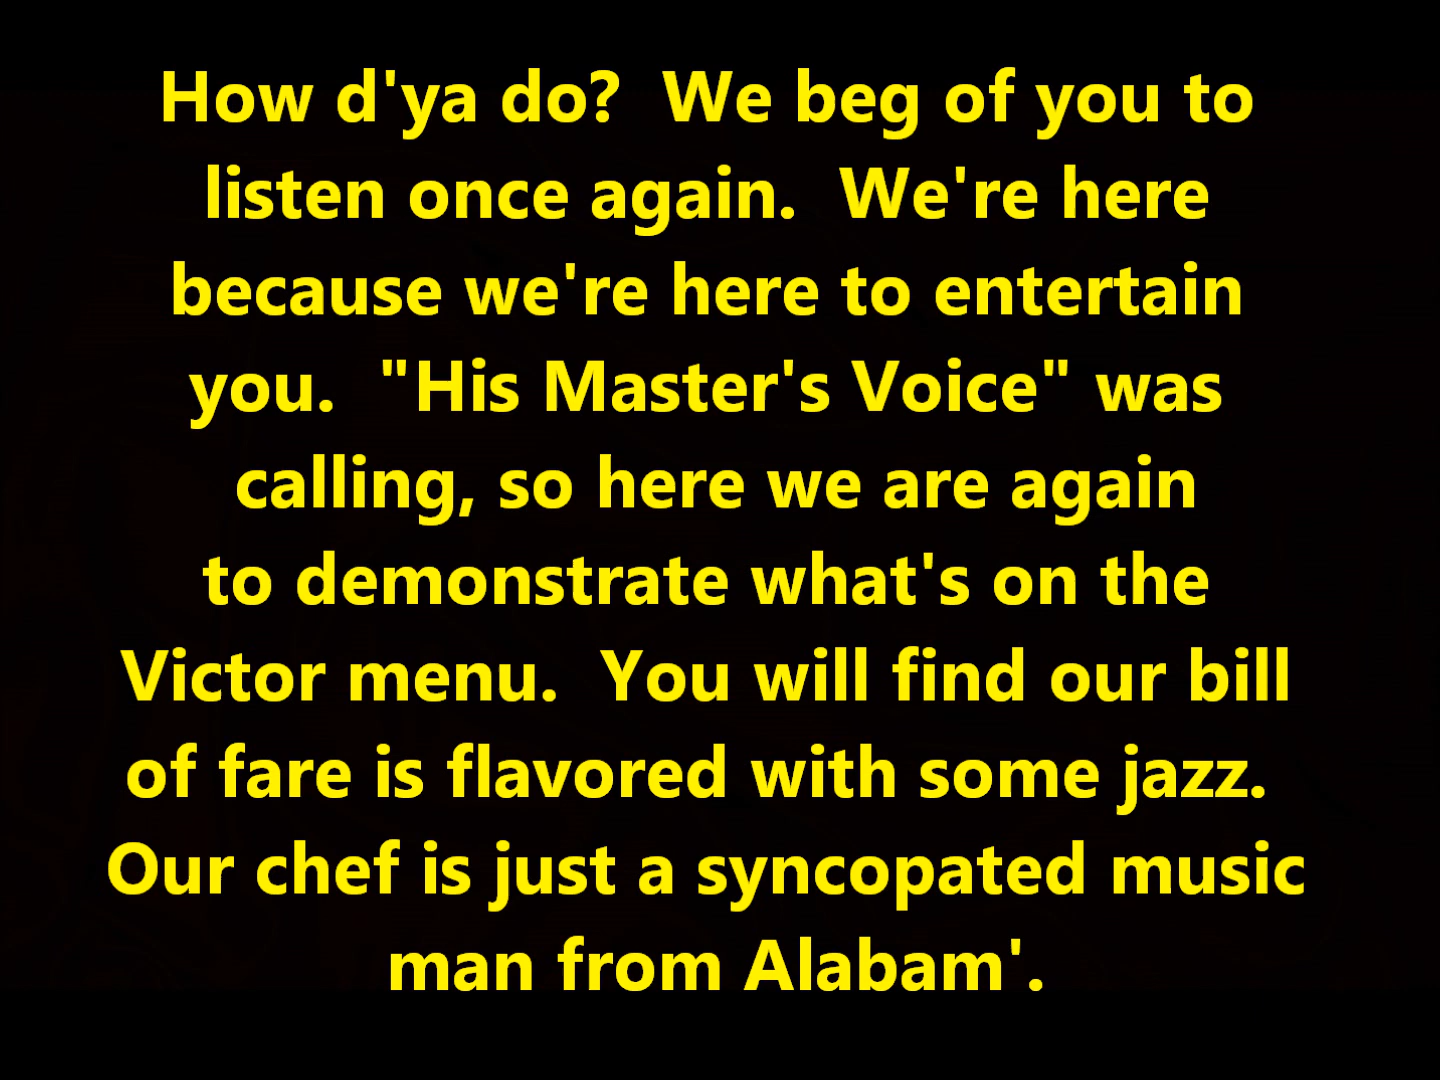 How d'ya do?  We beg of you to
listen once again.  We're here
because we're here to entertain
you.  "His Master's Voice" was
calling, so here we are again
to demonstrate what's on the
Victor menu.  You will find our bill
of fare is flavored with some jazz.
Our chef is just a syncopated music
man from Alabam'.